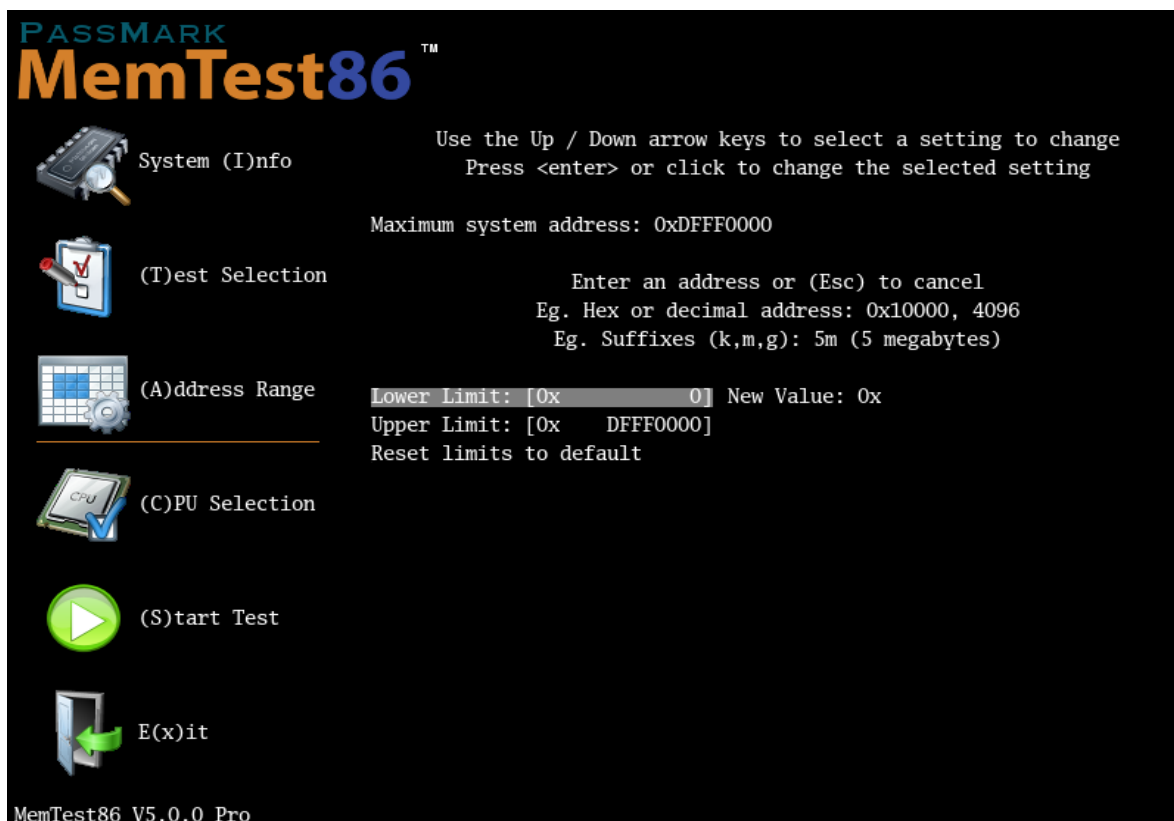 PASSMARK
MemTest86 ™
Use the Up / Down arrow keys to select a setting to change
System (I)nfo
Press <enter> or click to change the selected setting
Maximum system address: 0xDFFF0000
(T)est Selection
Enter an address or (Esc) to cancel
Eg. Hex or decimal address: 0x10000, 4096
Eg. Suffixes (k,m,g): 5m (5 megabytes)
(A)ddress Range
Lower Limit: [0x 0] New Value: 0x
Upper Limit: [0x DFFF0000]
Reset limits to default
CPU
(C)PU Selection
(S)tart Test
E(x)it
MemTest86 V5.0.0 Pro